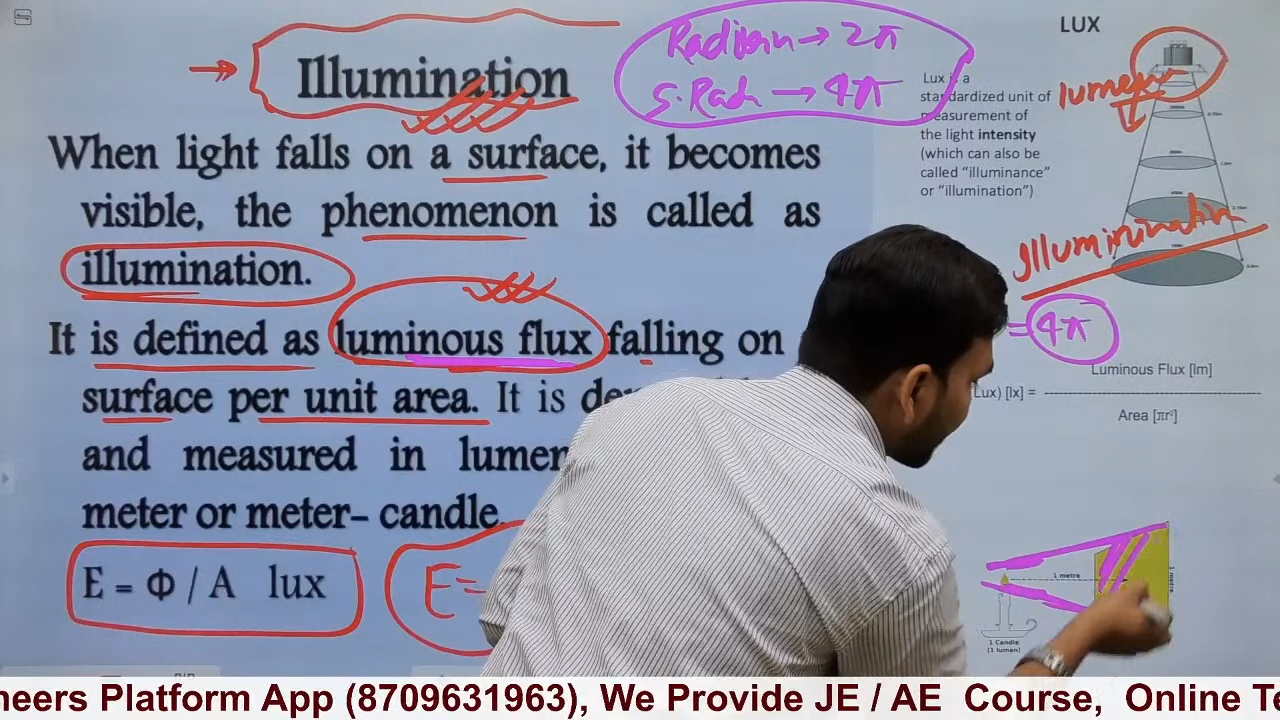 Illumination
Radian → 2π
S.Rad → 4π
When light falls on a surface, it becomes
visible, the phenomenon is called as
illumination.
It is defined as luminous flux falling on
surface per unit area. It is
and measured in lumen
meter or meter- candle.
E = Φ / A lux
E=
LUX
Lux is a
standardized unit of
measurement of
the light intensity
(which can also be
called "illuminance"
or "illumination")
lumens
= 4π
Luminous Flux [lm]
Lux) [lx] =
Area [πr²]
1 metre
1 metre
1 Candle
(1 lumen)
neers Platform App (8709631963), We Provide JE / AE Course, Online Te